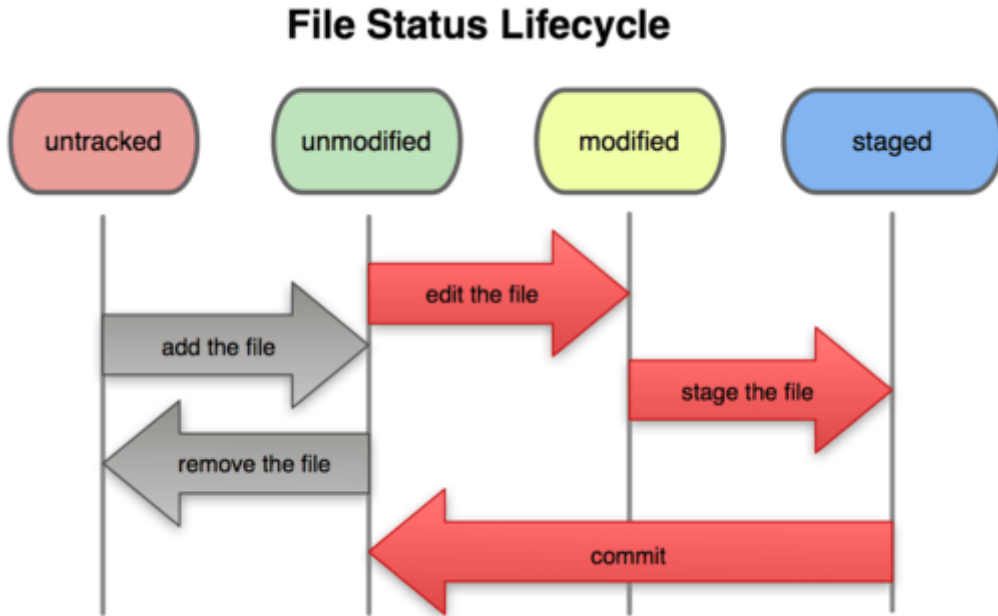 File Status Lifecycle
untracked
unmodified
modified
staged
edit the file
add the file
stage the file
remove the file
commit